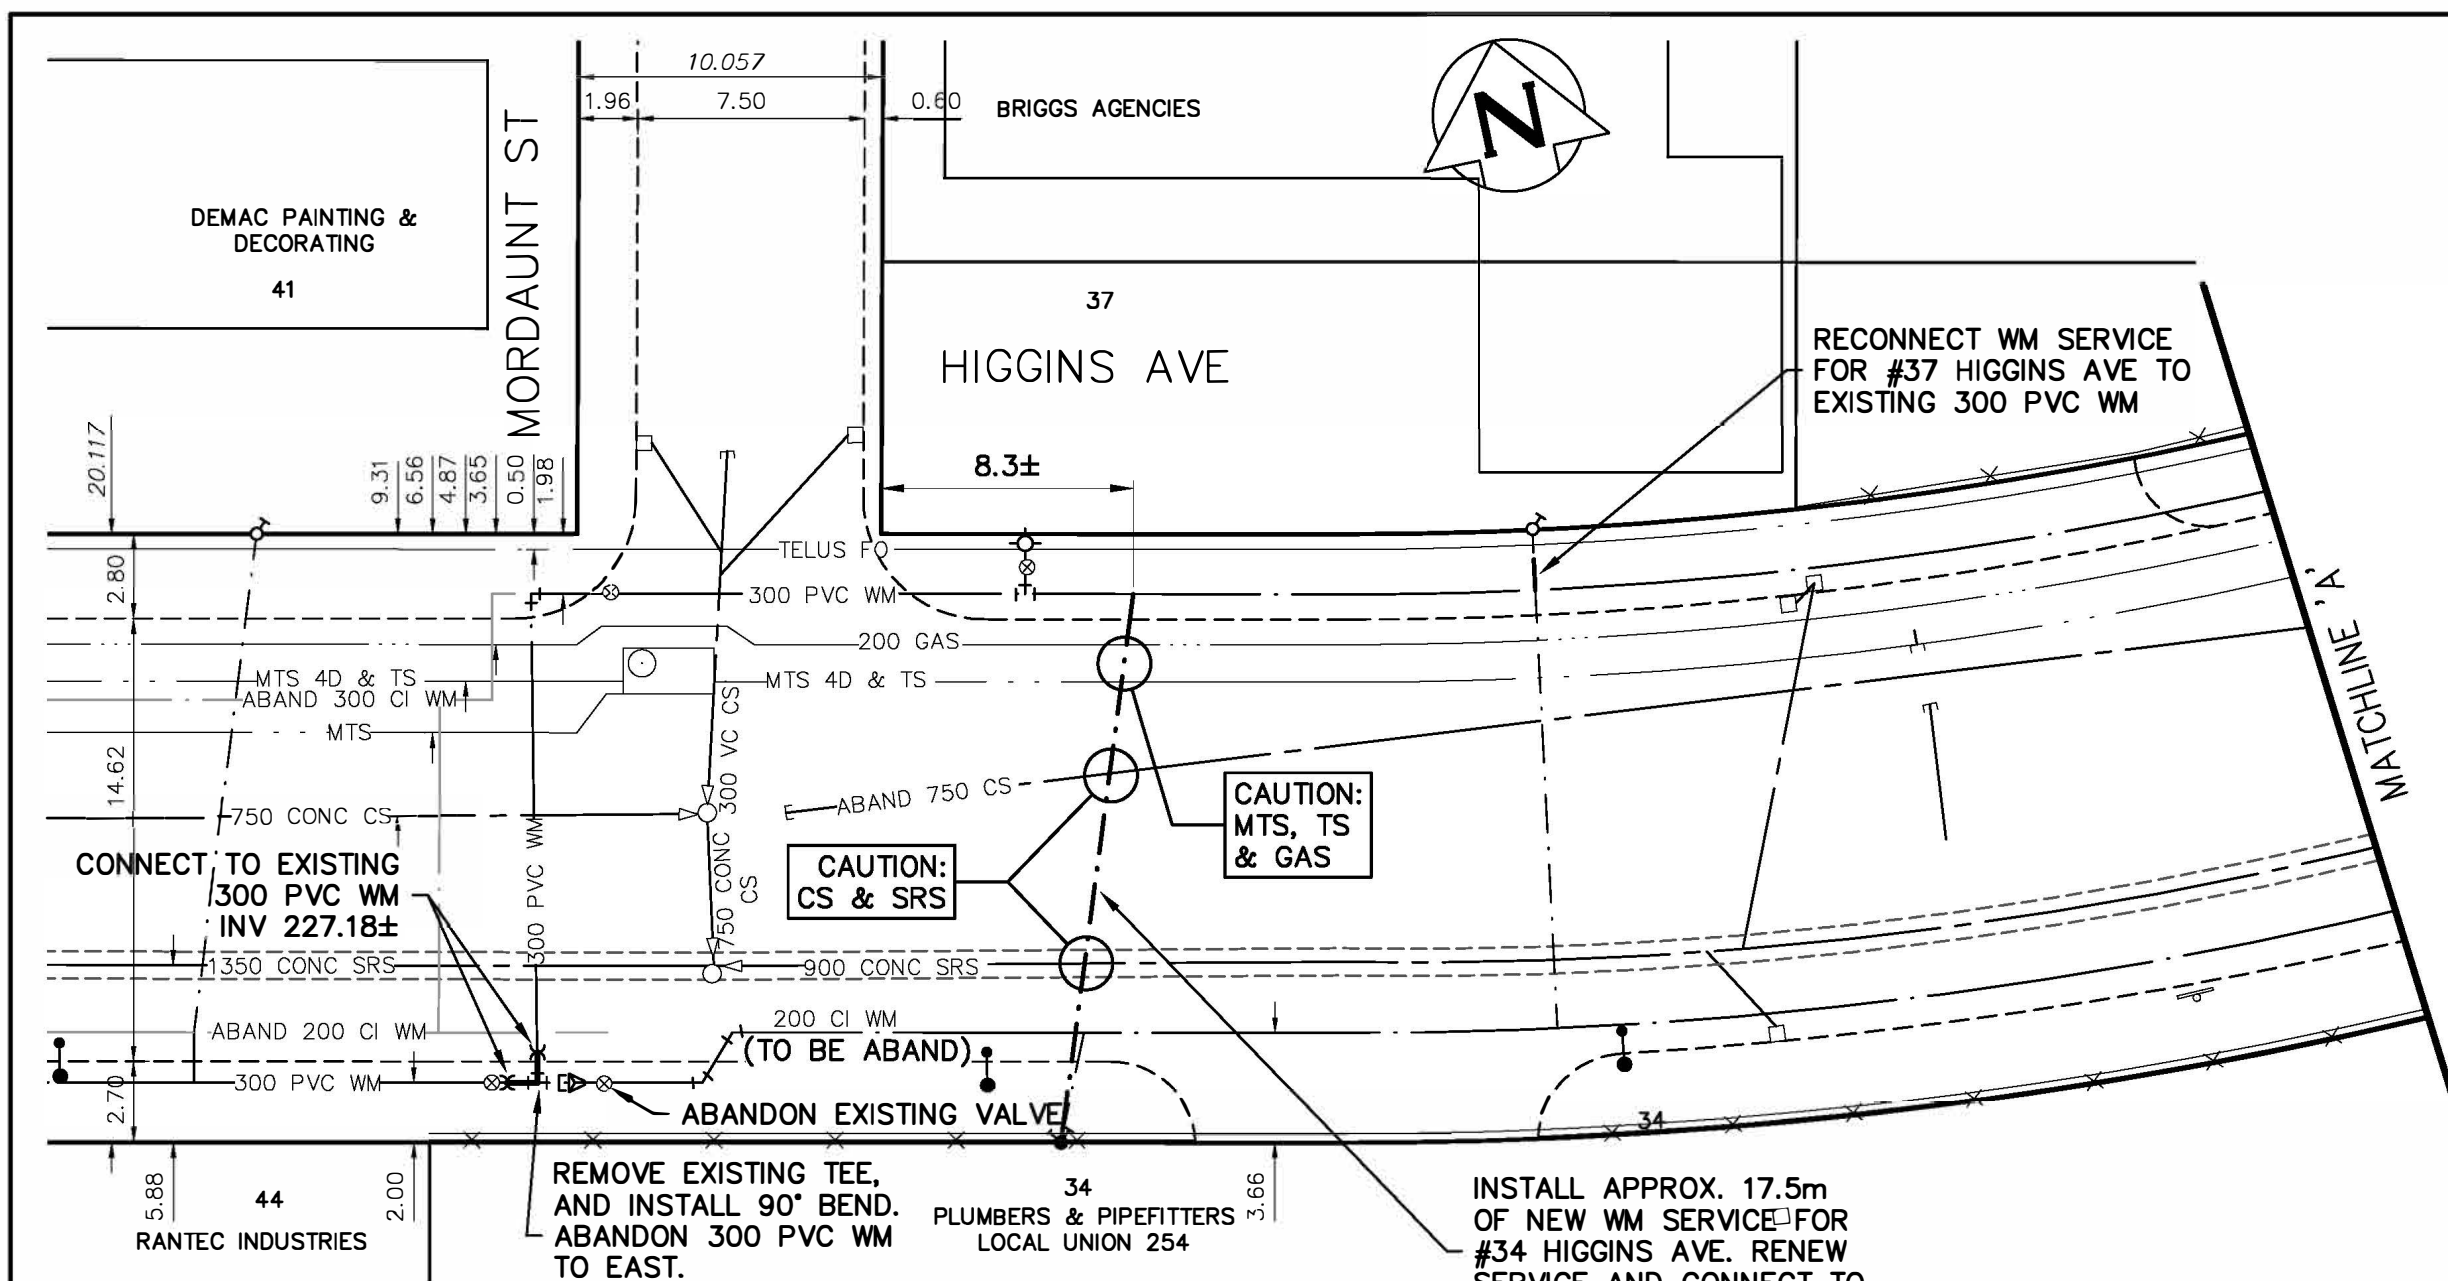 10.057
1.96
7.50
0.60
BRIGGS AGENCIES
N
MORDAUNT ST
DEMAC PAINTING &
DECORATING
41
37
HIGGINS AVE
RECONNECT WM SERVICE
FOR #37 HIGGINS AVE TO
EXISTING 300 PVC WM
20.117
9.31
6.56
4.87
3.65
0.50
1.98
8.3±
TELUS FO
2.80
300 PVC WM
200 GAS
MTS 4D & TS
MTS 4D & TS
ABAND 300 CI WM
MTS
MATCHLINE 'A'
300 VC CS
14.62
750 CONC CS
ABAND 750 CS
CAUTION:
MTS, TS
& GAS
CONNECT TO EXISTING
300 PVC WM
INV 227.18±
300 PVC WM
750 CONC
CS
CAUTION:
CS & SRS
1350 CONC SRS
900 CONC SRS
ABAND 200 CI WM
200 CI WM
(TO BE ABAND)
2.70
300 PVC WM
ABANDON EXISTING VALVE
34
5.88
44
RANTEC INDUSTRIES
2.00
REMOVE EXISTING TEE,
AND INSTALL 90° BEND.
ABANDON 300 PVC WM
TO EAST.
34
PLUMBERS & PIPEFITTERS
LOCAL UNION 254
3.66
INSTALL APPROX. 17.5m
OF NEW WM SERVICE FOR
#34 HIGGINS AVE. RENEW
SERVICE AND CONNECT TO